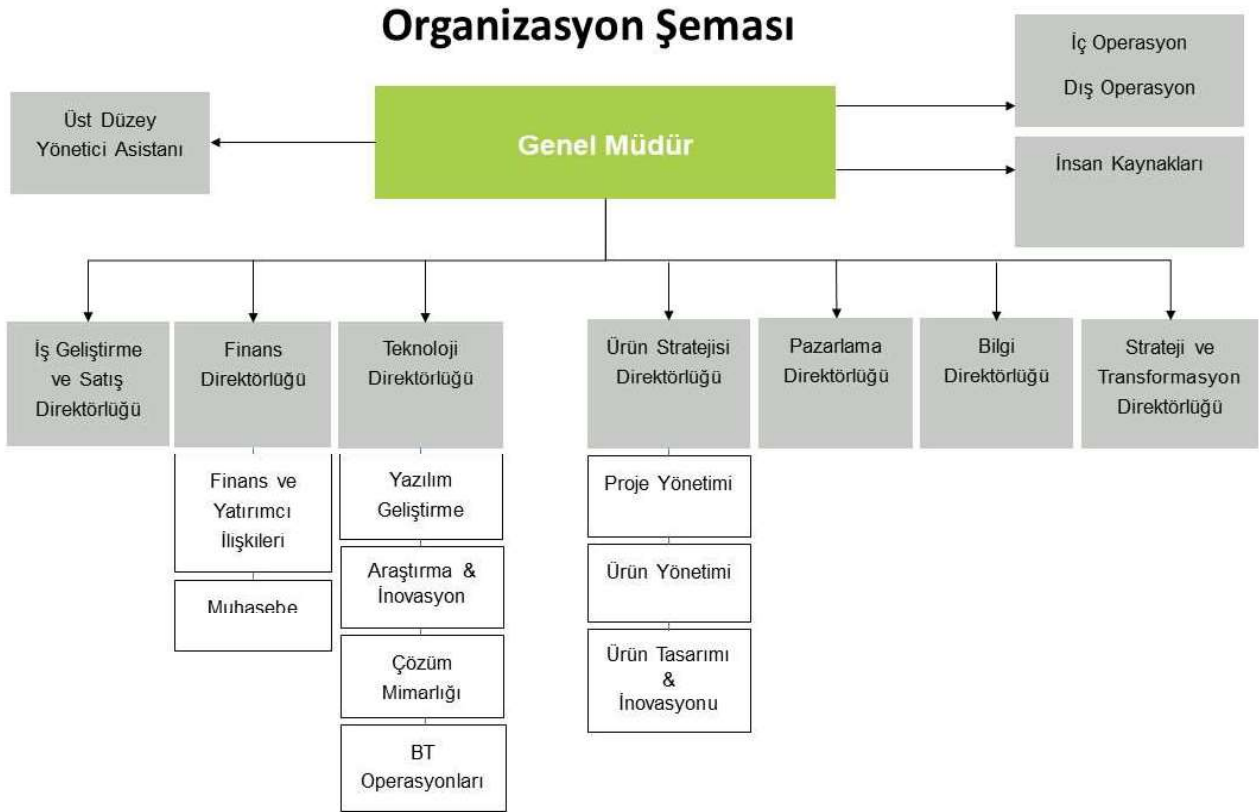 Organizasyon Şeması
İç Operasyon
Dış Operasyon
Üst Düzey
Yönetici Asistanı
Genel Müdür
İnsan Kaynakları
İş Geliştirme
ve Satış
Direktörlüğü
Finans
Direktörlüğü
Teknoloji
Direktörlüğü
Ürün Stratejisi
Direktörlüğü
Pazarlama
Direktörlüğü
Bilgi
Direktörlüğü
Strateji ve
Transformasyon
Direktörlüğü
Finans ve
Yatırımcı
İlişkileri
Muhasebe
Yazılım
Geliştirme
Araştırma &
İnovasyon
Çözüm
Mimarlığı
BT
Operasyonları
Proje Yönetimi
Ürün Yönetimi
Ürün Tasarımı
&
İnovasyonu